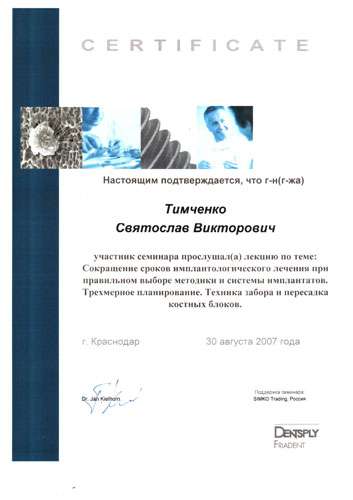 CERTIFICATE
Настоящим подтверждается, что г-н(г-жа)
Тимченко
Святослав Викторович
участник семинара прослушал(а) лекцию по теме:
Сокращение сроков имплантологического лечения при
правильном выборе методики и системы имплантатов.
Трехмерное планирование. Техника забора и пересадка
костных блоков.
г. Краснодар 30 августа 2007 года
Dr. Jan Kielhorn
Поддержка семинара:
SIMKO Trading, Россия
DENTSPLY
FRIADENT